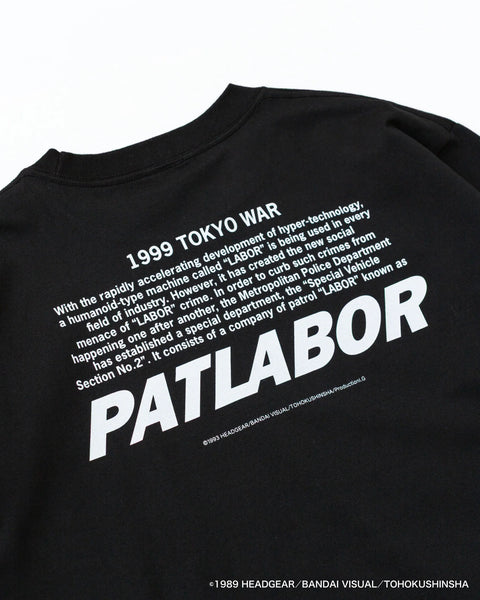 1999 TOKYO WAR
With the rapidly accelerating development of hyper-technology,
a humanoid-type machine called "LABOR" is being used in every
field of industry. However, it has created the new social
menace of "LABOR" crime. In order to curb such crimes from
happening one after another, the Metropolitan Police Department
has established a special department, the "Special Vehicle
Section No.2". It consists of a company of patrol "LABOR" known as
PATLABOR
©1993 HEADGEAR/BANDAI VISUAL/TOHOKUSHINSHA/Production I.G
©1989 HEADGEAR/BANDAI VISUAL/TOHOKUSHINSHA